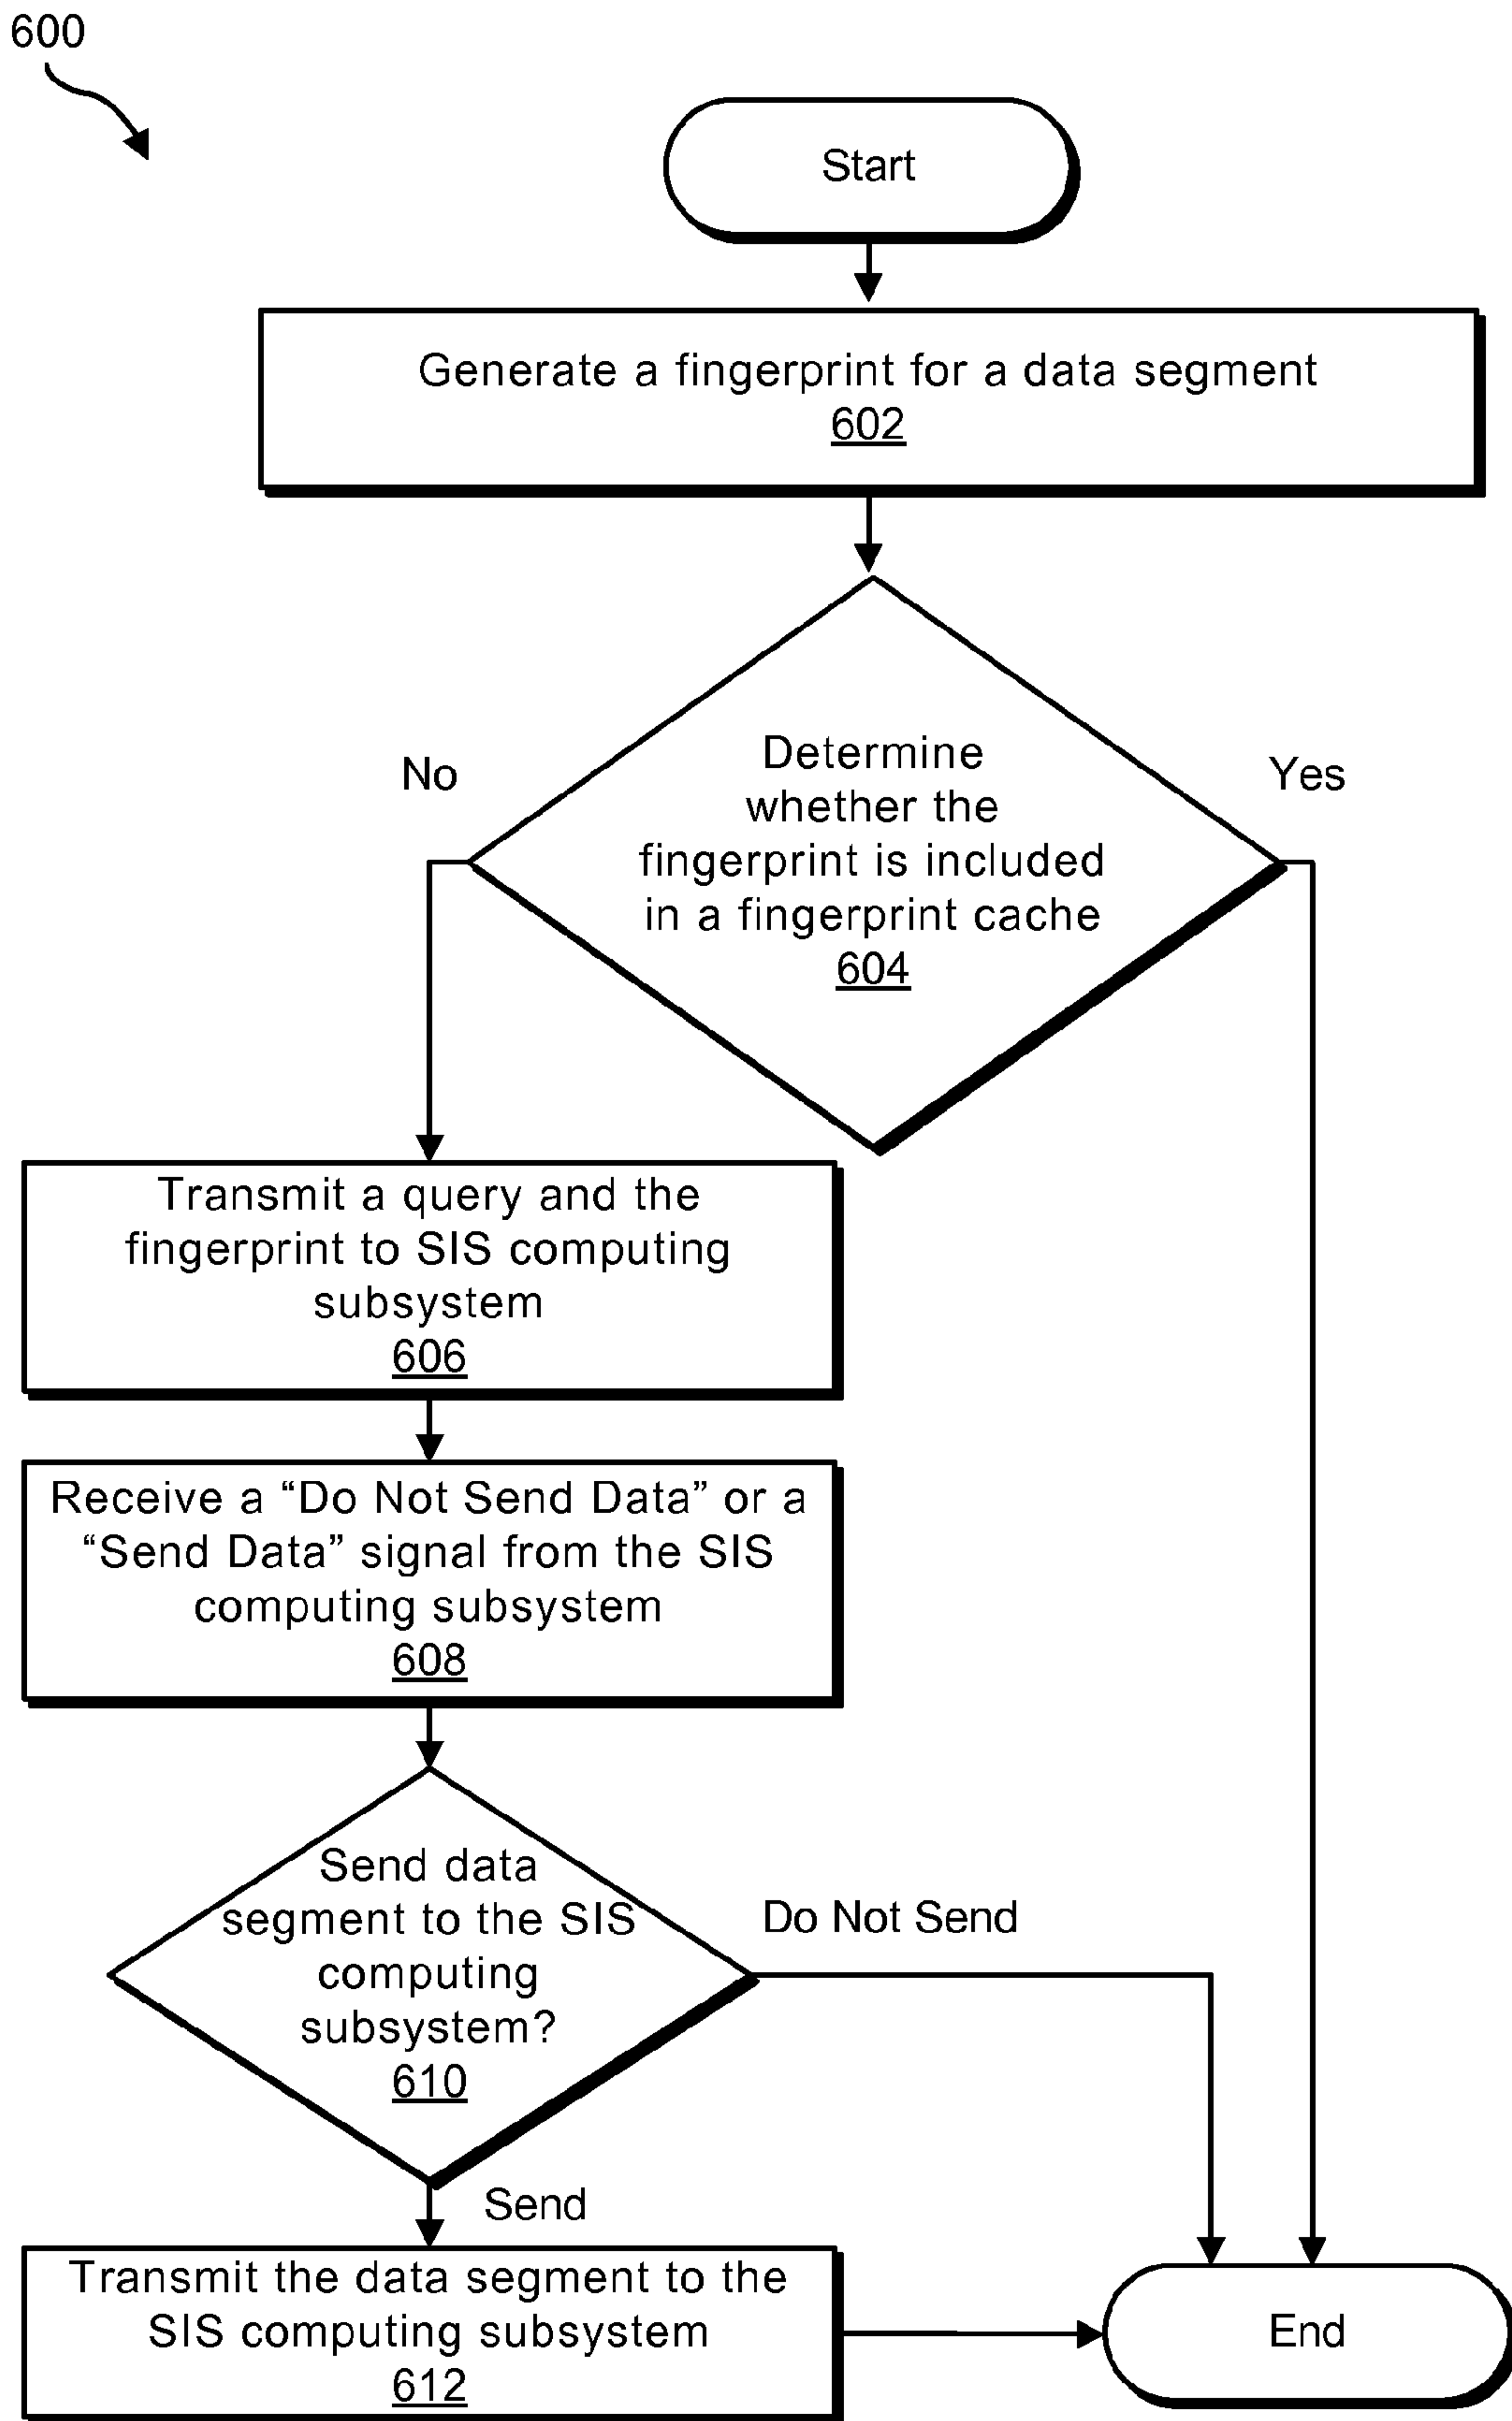 600
Start
Generate a fingerprint for a data segment
602
Determine
whether the
fingerprint is included
in a fingerprint cache
604
No
Yes
Transmit a query and the
fingerprint to SIS computing
subsystem
606
Receive a “Do Not Send Data” or a
“Send Data” signal from the SIS
computing subsystem
608
Send data
segment to the SIS
computing
subsystem?
610
Do Not Send
Send
Transmit the data segment to the
SIS computing subsystem
612
End